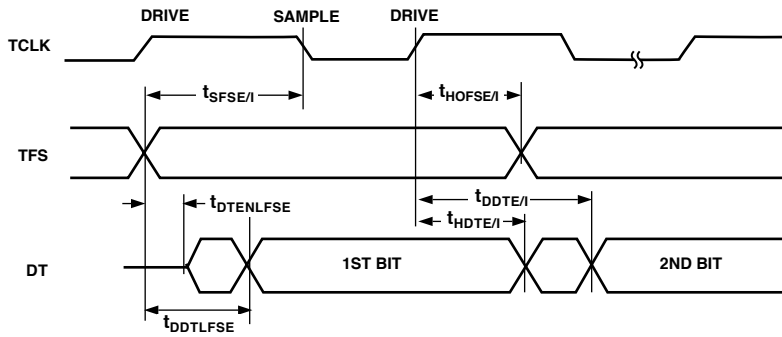 DRIVE SAMPLE DRIVE
TCLK
tSFSE/I tHOFSE/I
TFS
tDDTE/I
tDTENLFSE
tHDTE/I
DT 1ST BIT 2ND BIT
tDDTLFSE